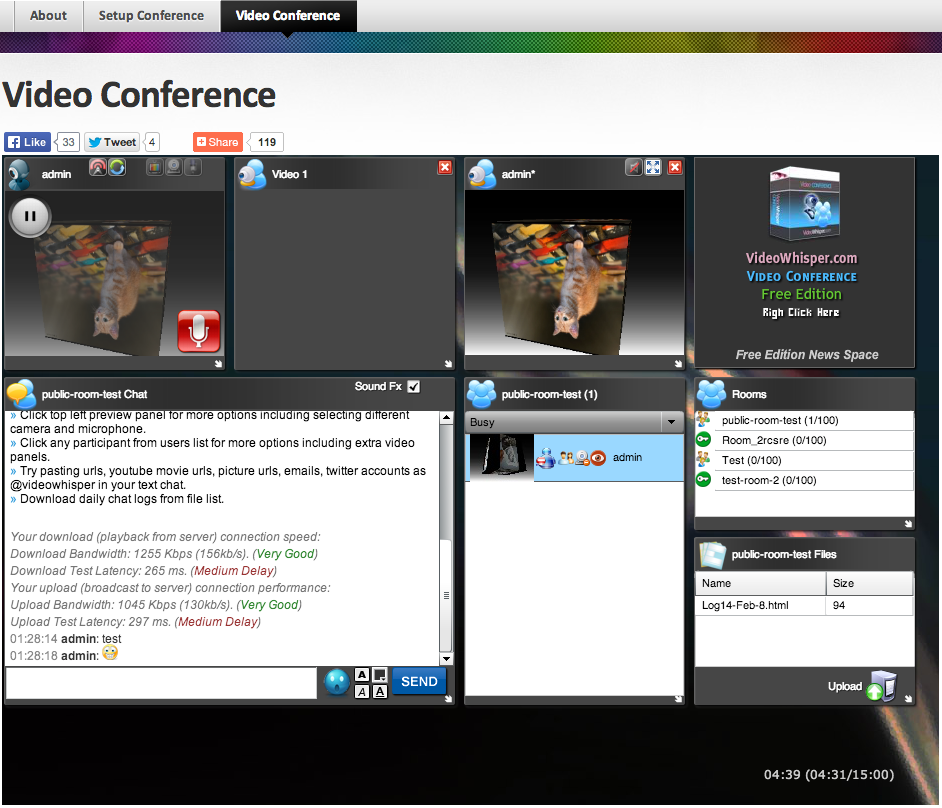 About
Setup Conference
Video Conference
Video Conference
Like
33
Tweet
4
Share
119
admin
Video 1
admin*
VideoWhisper.com
Video Conference
Free Edition
Righ Click Here
Free Edition News Space
public-room-test Chat
Sound Fx
» Click top left preview panel for more options including selecting different
camera and microphone.
» Click any participant from users list for more options including extra video
panels.
» Try pasting urls, youtube movie urls, picture urls, emails, twitter accounts as
@videowhisper in your text chat.
» Download daily chat logs from file list.
Your download (playback from server) connection speed:
Download Bandwidth: 1255 Kbps (156kb/s). (Very Good)
Download Test Latency: 265 ms. (Medium Delay)
Your upload (broadcast to server) connection performance:
Upload Bandwidth: 1045 Kbps (130kb/s). (Very Good)
Upload Test Latency: 297 ms. (Medium Delay)
01:28:14 admin: test
01:28:18 admin:
A
A
A
SEND
public-room-test (1)
Busy
admin
Rooms
public-room-test (1/100)
Room_2rcsre (0/100)
Test (0/100)
test-room-2 (0/100)
public-room-test Files
Name
Size
Log14-Feb-8.html
94
Upload
04:39 (04:31/15:00)